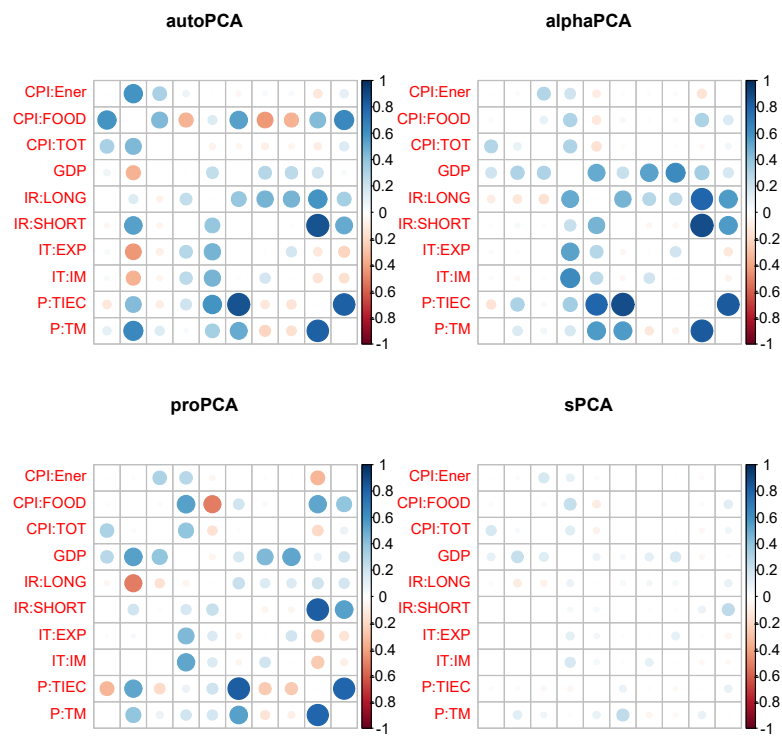 autoPCA
CPI:Ener
CPI:FOOD
CPI:TOT
GDP
IR:LONG
IR:SHORT
IT:EXP
IT:IM
P:TIEC
P:TM
1
0.8
0.6
0.4
0.2
0
-0.2
-0.4
-0.6
-0.8
-1
alphaPCA
CPI:Ener
CPI:FOOD
CPI:TOT
GDP
IR:LONG
IR:SHORT
IT:EXP
IT:IM
P:TIEC
P:TM
1
0.8
0.6
0.4
0.2
0
-0.2
-0.4
-0.6
-0.8
-1
proPCA
CPI:Ener
CPI:FOOD
CPI:TOT
GDP
IR:LONG
IR:SHORT
IT:EXP
IT:IM
P:TIEC
P:TM
1
0.8
0.6
0.4
0.2
0
-0.2
-0.4
-0.6
-0.8
-1
sPCA
CPI:Ener
CPI:FOOD
CPI:TOT
GDP
IR:LONG
IR:SHORT
IT:EXP
IT:IM
P:TIEC
P:TM
1
0.8
0.6
0.4
0.2
0
-0.2
-0.4
-0.6
-0.8
-1